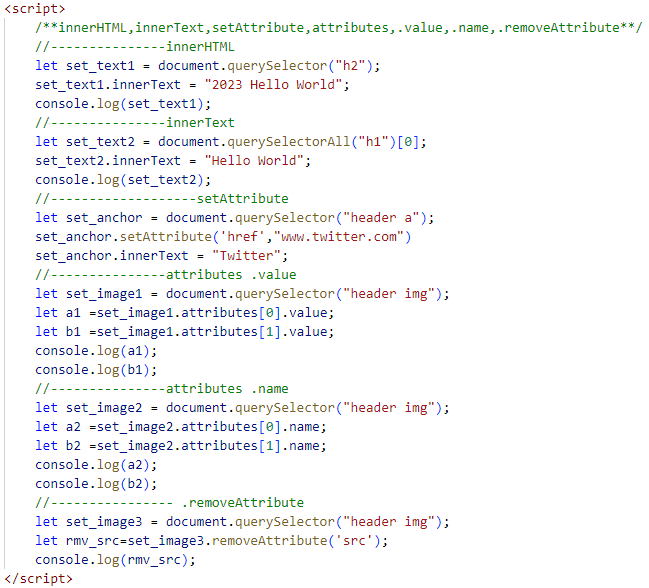 <script>
/**innerHTML,innerText,setAttribute,attributes,.value,.name,.removeAttribute**/
//---------------innerHTML
let set_text1 = document.querySelector("h2");
set_text1.innerText = "2023 Hello World";
console.log(set_text1);
//---------------innerText
let set_text2 = document.querySelectorAll("h1")[0];
set_text2.innerText = "Hello World";
console.log(set_text2);
//-------------------setAttribute
let set_anchor = document.querySelector("header a");
set_anchor.setAttribute('href',"www.twitter.com")
set_anchor.innerText = "Twitter";
//---------------attributes .value
let set_image1 = document.querySelector("header img");
let a1 =set_image1.attributes[0].value;
let b1 =set_image1.attributes[1].value;
console.log(a1);
console.log(b1);
//---------------attributes .name
let set_image2 = document.querySelector("header img");
let a2 =set_image2.attributes[0].name;
let b2 =set_image2.attributes[1].name;
console.log(a2);
console.log(b2);
//---------------- .removeAttribute
let set_image3 = document.querySelector("header img");
let rmv_src=set_image3.removeAttribute('src');
console.log(rmv_src);
</script>